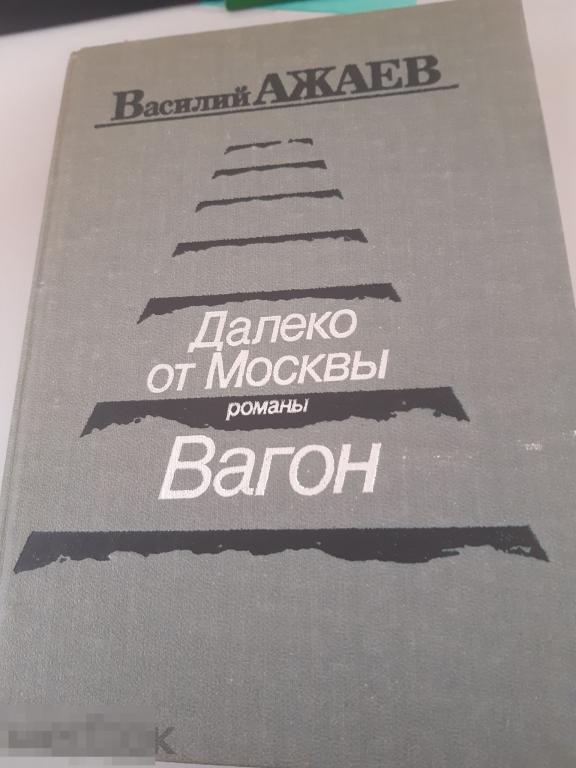 Василий АЖАЕВ
Далеко
от Москвы
романы
Вагон